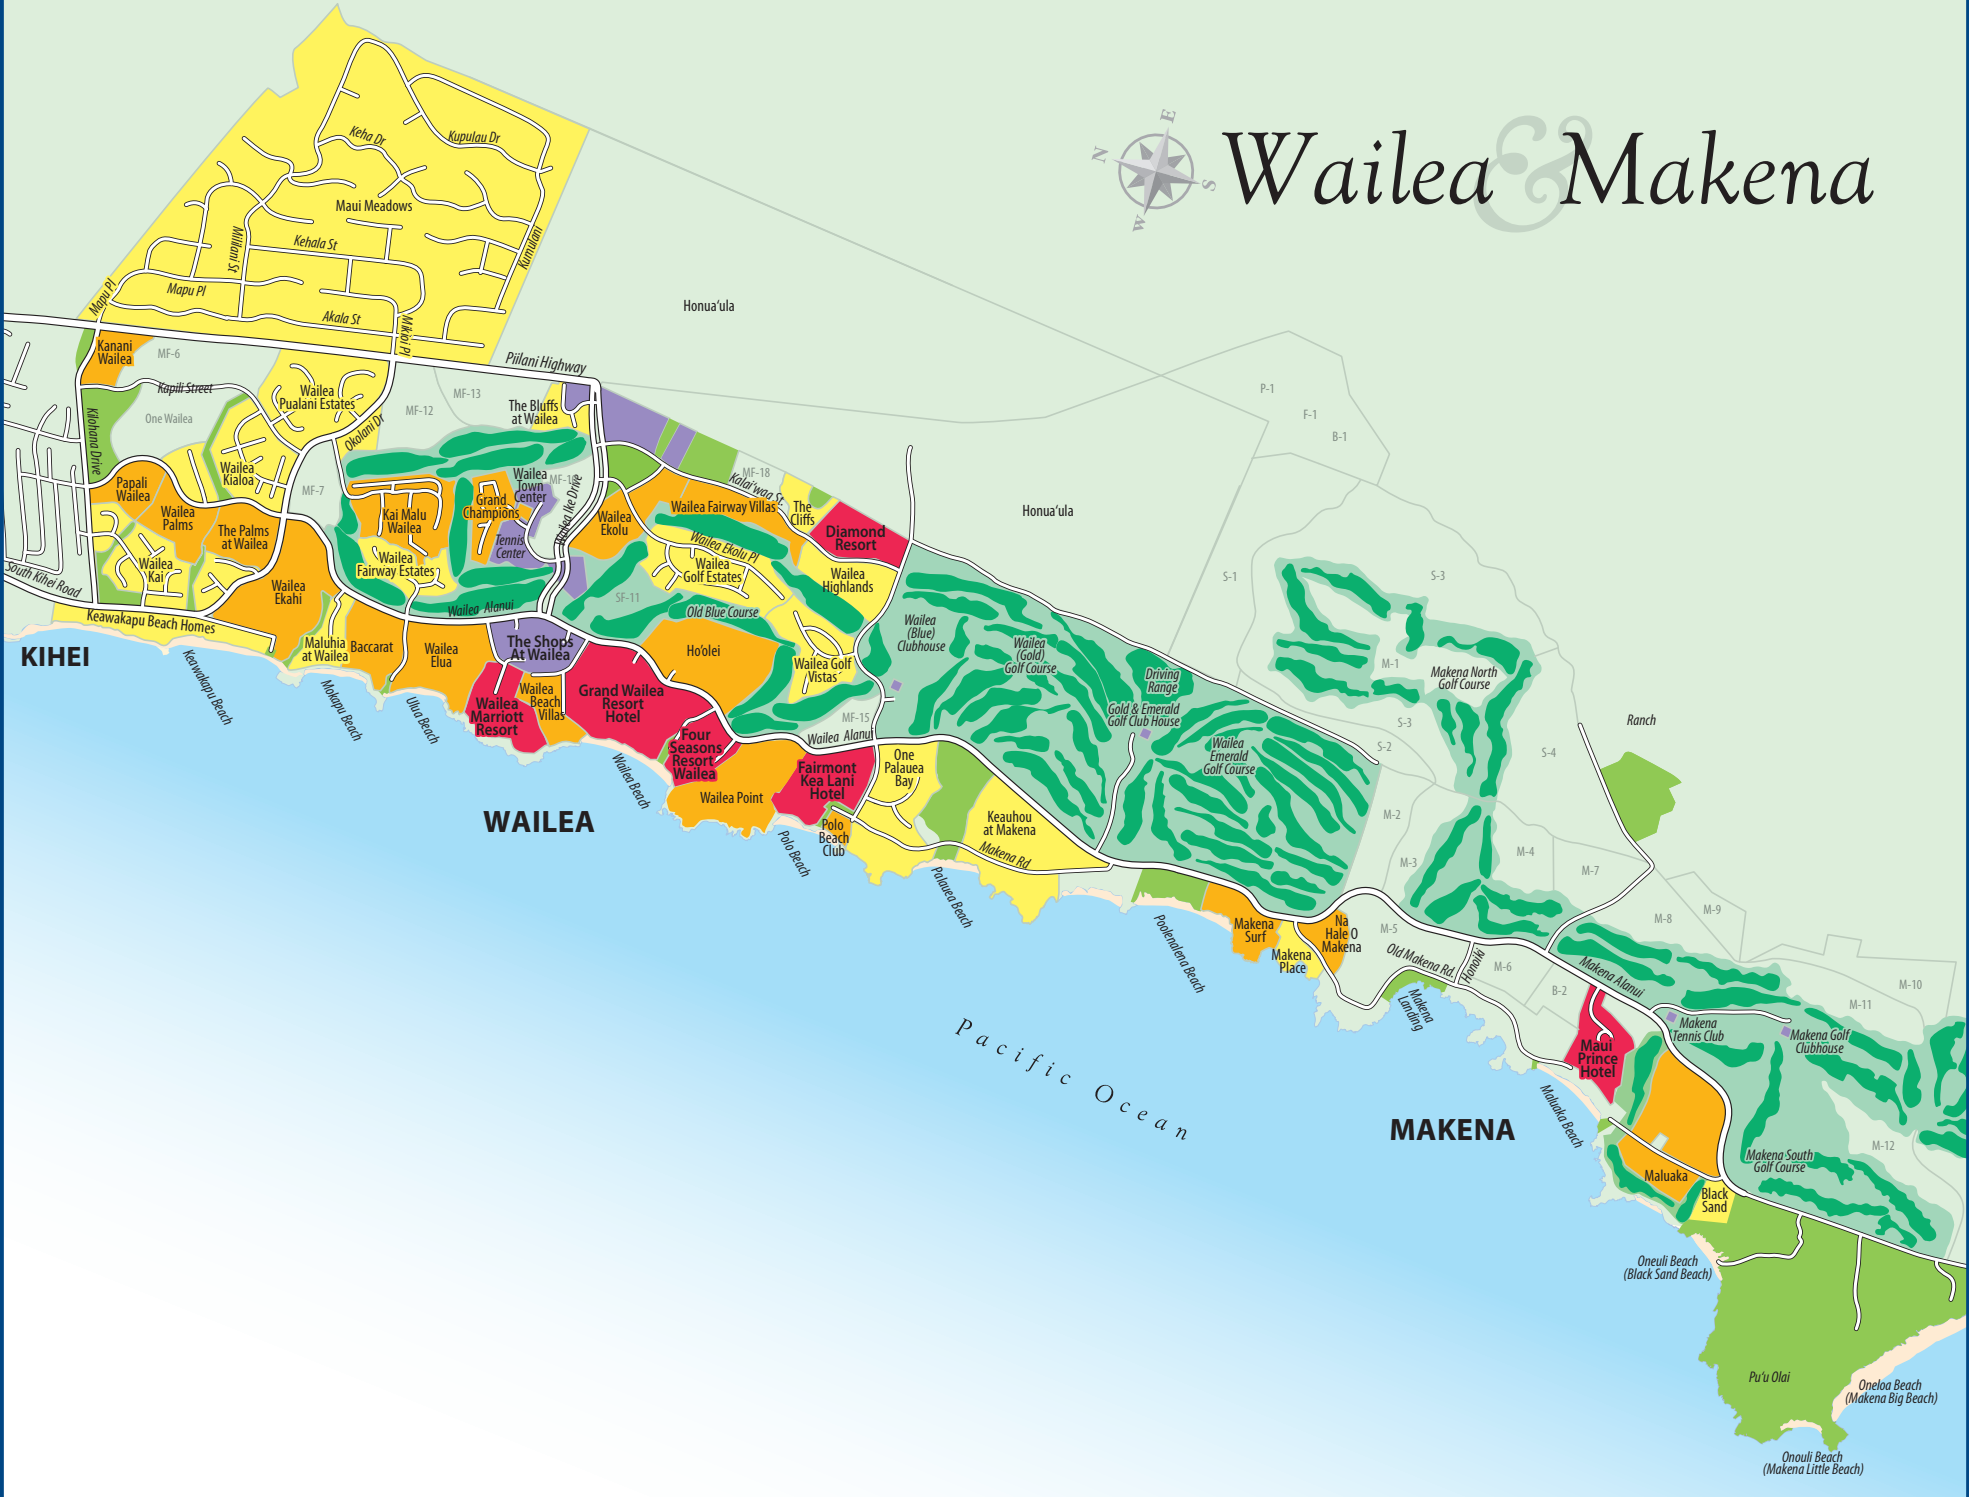 Wailea & Makena
N
E
S
W
Keha Dr
Kupulau Dr
Maui Meadows
Kehala St
Miiliani St
Kumulani
Mapu Pl
Mapu Pl
Akala St
Mikioi Pl
Honua‘ula
Piilani Highway
Kanani
Wailea
MF-6
Kapili Street
Kilohana Drive
One Wailea
Wailea
Pualani Estates
MF-12
MF-13
Okolani Dr
The Bluffs
at Wailea
Wailea
Kialoa
MF-7
Papali
Wailea
Wailea
Palms
The Palms
at Wailea
Wailea
Kai
Wailea
Ekahi
Kai Malu
Wailea
Wailea
Fairway Estates
Grand
Champions
Wailea
Town
Center
Tennis
Center
Wailea Ike Drive
Wailea
Ekolu
Wailea Fairway Villas
MF-18
Kalai‘waa St
The
Cliffs
Diamond
Resort
Wailea Ekolu Pl
Wailea
Golf Estates
Wailea
Highlands
SF-11
Old Blue Course
Honua‘ula
P-1
F-1
B-1
S-1
S-3
M-1
Makena North
Golf Course
S-3
S-2
S-4
Ranch
South Kihei Road
Keawakapu Beach Homes
KIHEI
Keawakapu Beach
Maluhia
at Wailea
Baccarat
Mokapu Beach
Wailea
Elua
Ulua Beach
Wailea Alanui
The Shops
At Wailea
Wailea
Marriott
Resort
Wailea
Beach
Villas
Grand Wailea
Resort
Hotel
Ho‘olei
Wailea Golf
Vistas
Wailea
(Blue)
Clubhouse
Wailea
(Gold)
Golf Course
Driving
Range
Gold & Emerald
Golf Club House
Wailea
Emerald
Golf Course
MF-15
Wailea Alanui
Four
Seasons
Resort
Wailea
Wailea Beach
WAILEA
Wailea Point
Fairmont
Kea Lani
Hotel
Polo
Beach
Club
Polo Beach
One
Palauea
Bay
Keauhou
at Makena
Makena Rd
Palauea Beach
M-2
M-3
M-4
M-7
M-8
M-9
Poolenalena Beach
Makena
Surf
Makena
Place
Na
Hale O
Makena
M-5
Old Makena Rd.
Honoiki
M-6
B-2
Makena
Landing
Makena Alanui
M-10
M-11
Makena
Tennis Club
Makena Golf
Clubhouse
Maui
Prince
Hotel
MAKENA
Maluaka Beach
Pacific Ocean
M-12
Makena South
Golf Course
Maluaka
Black
Sand
Oneuli Beach
(Black Sand Beach)
Pu‘u Olai
Oneloa Beach
(Makena Big Beach)
Onouli Beach
(Makena Little Beach)